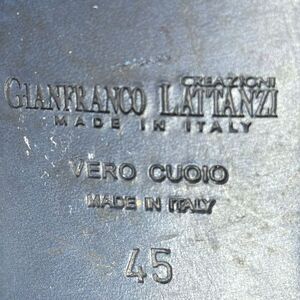 CREAZIONI
GIANFRANCO LATTANZI
MADE IN ITALY
VERO CUOIO
MADE IN ITALY
45